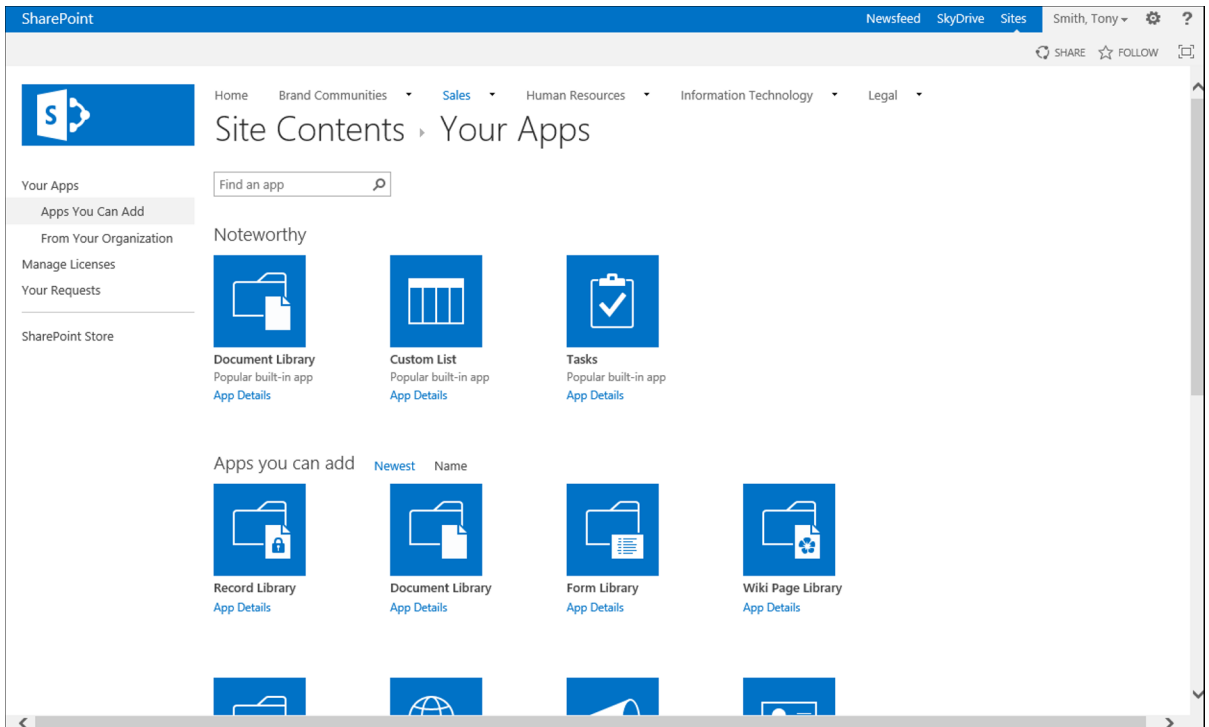 SharePoint Newsfeed SkyDrive Sites Smith, Tony ?
SHARE FOLLOW
S
Home Brand Communities Sales Human Resources Information Technology Legal
Site Contents Your Apps
Find an app
Your Apps
Apps You Can Add
From Your Organization
Manage Licenses
Your Requests
SharePoint Store
Noteworthy
Document Library Custom List Tasks
Popular built-in app Popular built-in app Popular built-in app
App Details App Details App Details
Apps you can add Newest Name
Record Library Document Library Form Library Wiki Page Library
App Details App Details App Details App Details